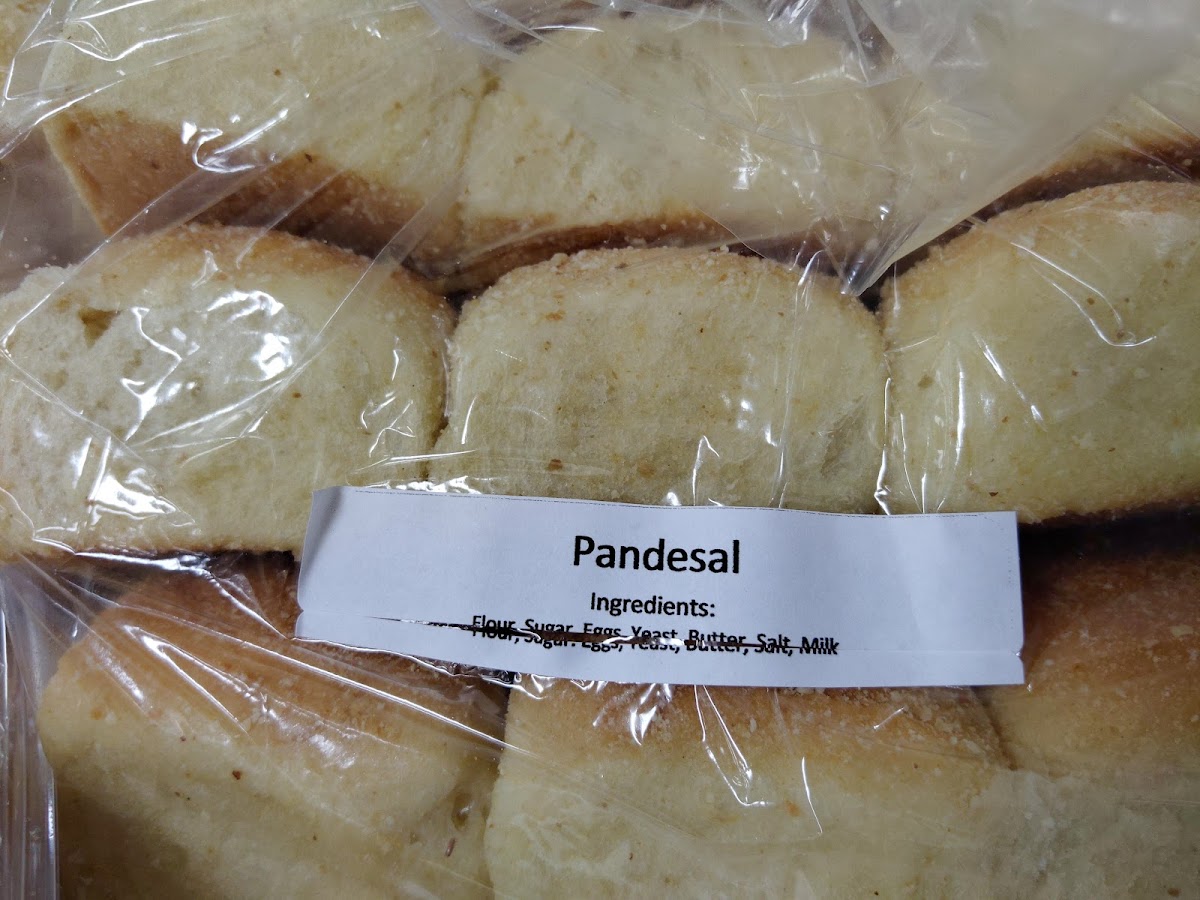 Pandesal
Ingredients:
Flour, Sugar, Eggs, Yeast, Butter, Salt, Milk